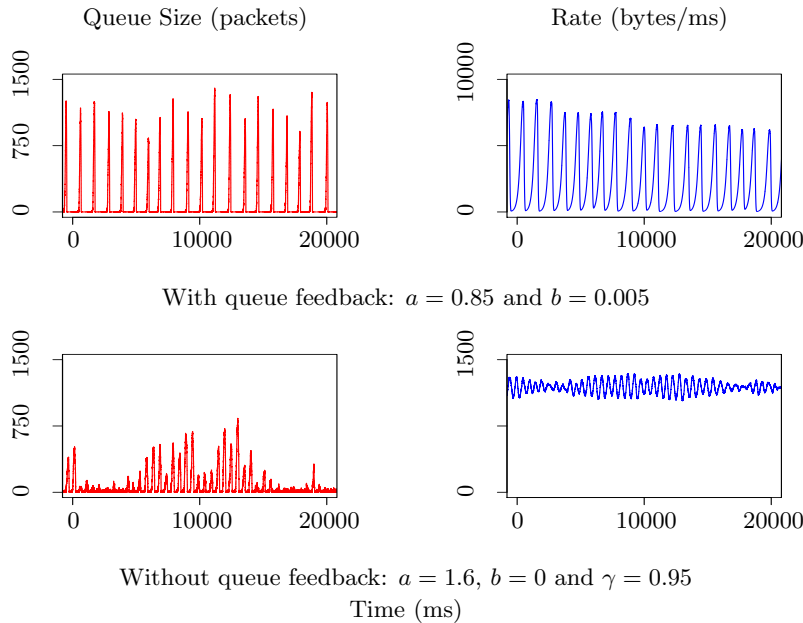 Queue Size (packets)
Rate (bytes/ms)
1500
750
0
0 10000 20000
10000
0
0 10000 20000
With queue feedback: a = 0.85 and b = 0.005
1500
750
0
0 10000 20000
1500
0
0 10000 20000
Without queue feedback: a = 1.6, b = 0 and γ = 0.95
Time (ms)